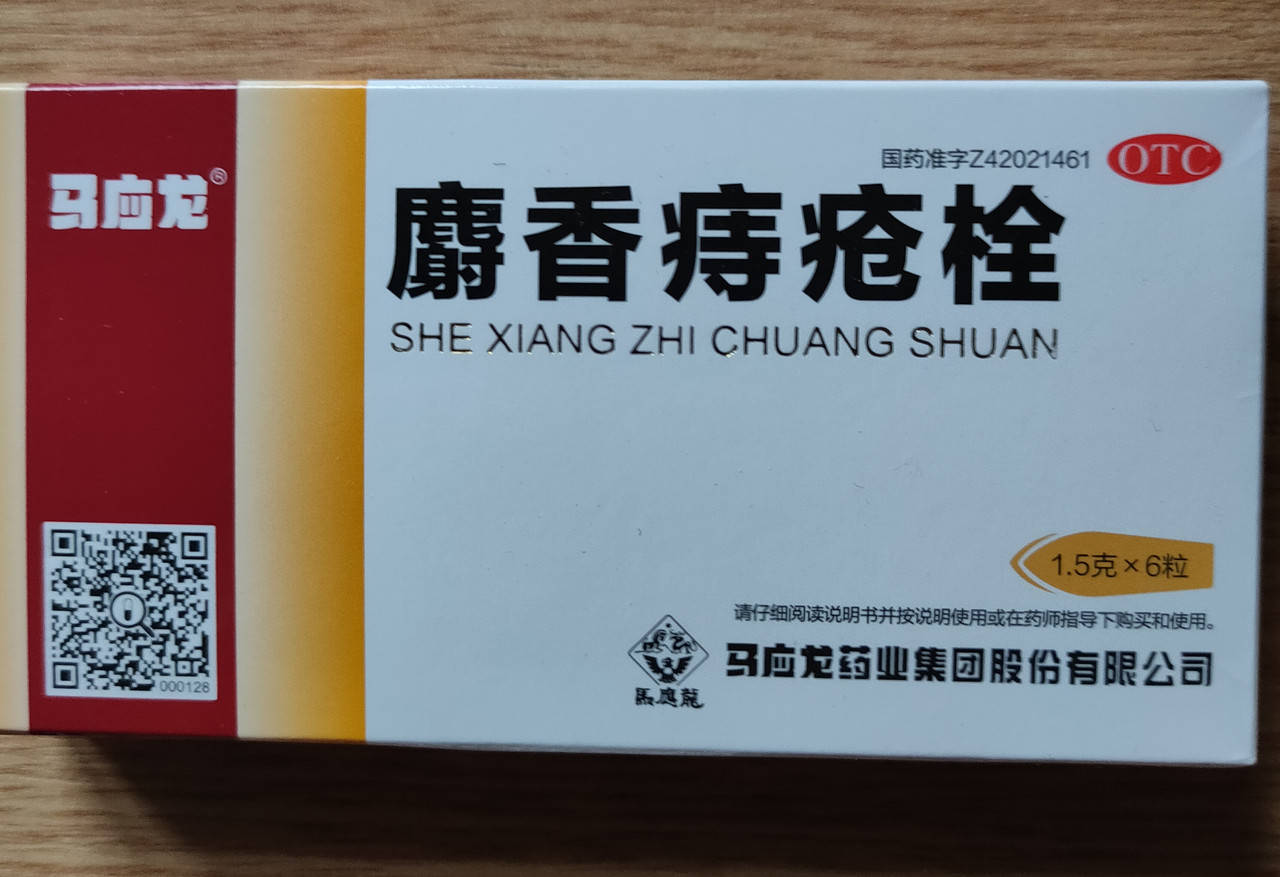 马应龙®
000128
国药准字Z42021461
OTC
麝香痔疮栓
SHE XIANG ZHI CHUANG SHUAN
1.5克×6粒
请仔细阅读说明书并按说明使用或在药师指导下购买和使用。
馬應龍
马应龙药业集团股份有限公司